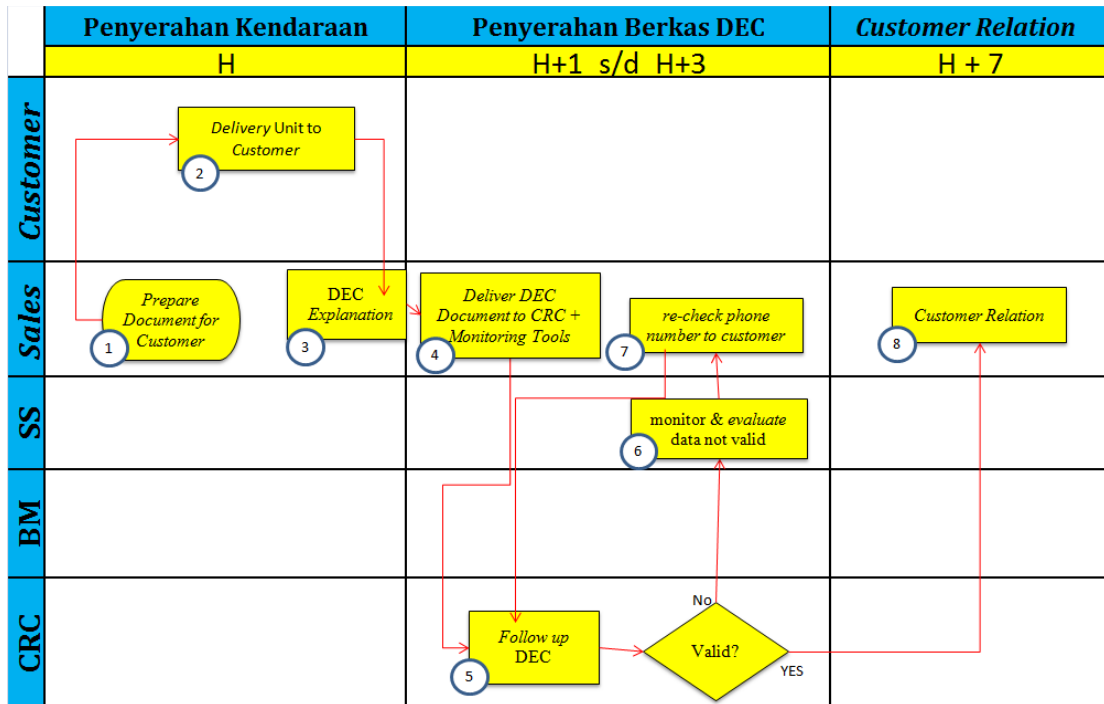 Penyerahan Kendaraan
Penyerahan Berkas DEC
Customer Relation
H
H+1 s/d H+3
H + 7
Customer
Delivery Unit to
Customer
2
Sales
Prepare
Document for
Customer
1
DEC
Explanation
3
Deliver DEC
Document to CRC +
Monitoring Tools
4
re-check phone
number to customer
7
Customer Relation
8
SS
monitor & evaluate
data not valid
6
BM
CRC
Follow up
DEC
5
No
Valid?
YES